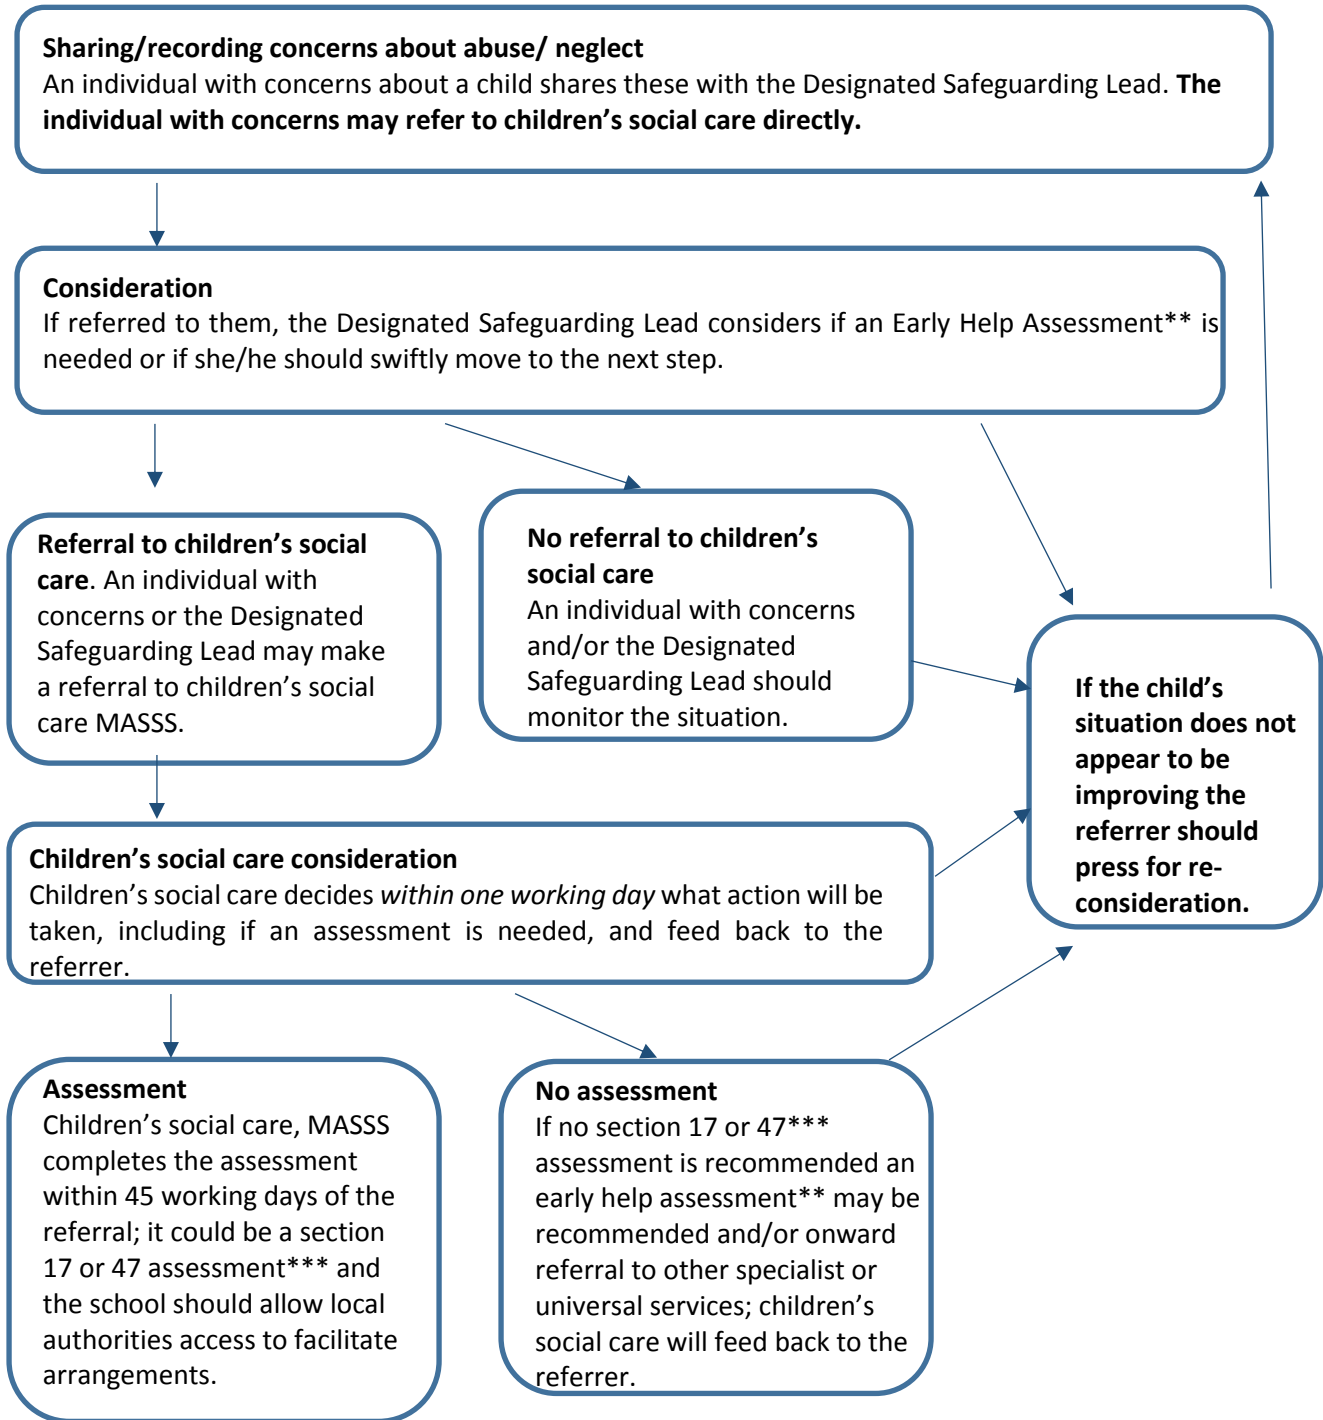 Sharing/recording concerns about abuse/ neglect
An individual with concerns about a child shares these with the Designated Safeguarding Lead. The
individual with concerns may refer to children's social care directly.
Consideration
If referred to them, the Designated Safeguarding Lead considers if an Early Help Assessment** is
needed or if she/he should swiftly move to the next step.
Referral to children's social
care. An individual with
concerns or the Designated
Safeguarding Lead may make
a referral to children's social
care MASSS.
No referral to children's
social care
An individual with concerns
and/or the Designated
Safeguarding Lead should
monitor the situation.
If the child's
situation does not
appear to be
improving the
referrer should
press for re-
consideration.
Children's social care consideration
Children's social care decides within one working day what action will be
taken, including if an assessment is needed, and feed back to the
referrer.
Assessment
Children's social care, MASSS
completes the assessment
within 45 working days of the
referral; it could be a section
17 or 47 assessment*** and
the school should allow local
authorities access to facilitate
arrangements.
No assessment
If no section 17 or 47***
assessment is recommended an
early help assessment** may be
recommended and/or onward
referral to other specialist or
universal services; children's
social care will feed back to the
referrer.